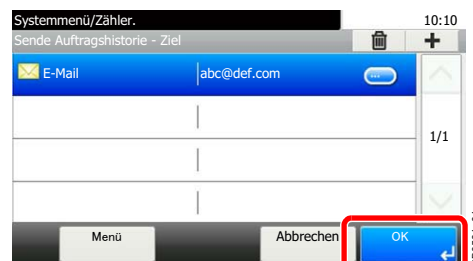 Systemmenü/Zähler. 10:10
Sende Auftragshistorie - Ziel
E-Mail abc@def.com
1/1
Menü Abbrechen OK